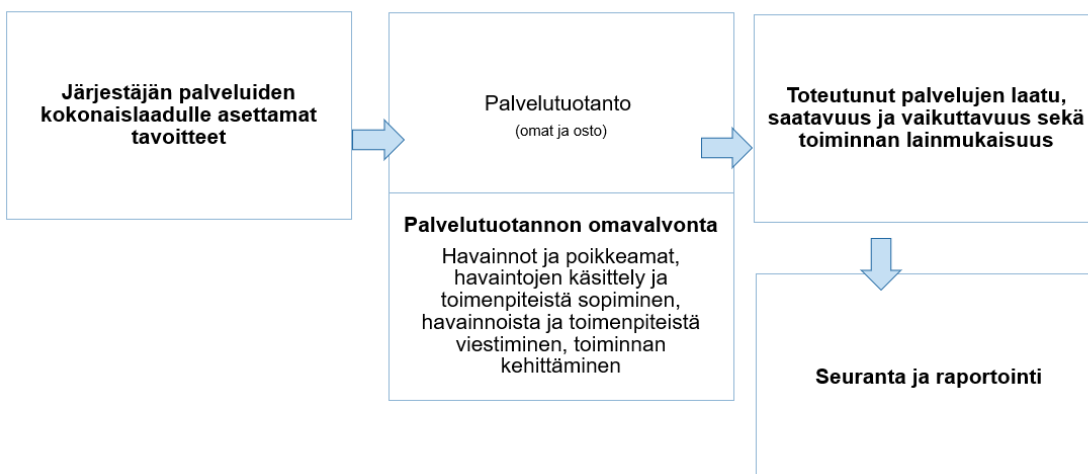 Järjestäjän palveluiden
kokonaislaadulle asettamat
tavoitteet
Palvelutuotanto
(omat ja osto)
Palvelutuotannon omavalvonta
Havainnot ja poikkeamat,
havaintojen käsittely ja
toimenpiteistä sopiminen,
havainnoista ja toimenpiteistä
viestiminen, toiminnan
kehittäminen
Toteutunut palvelujen laatu,
saatavuus ja vaikuttavuus sekä
toiminnan lainmukaisuus
Seuranta ja raportointi